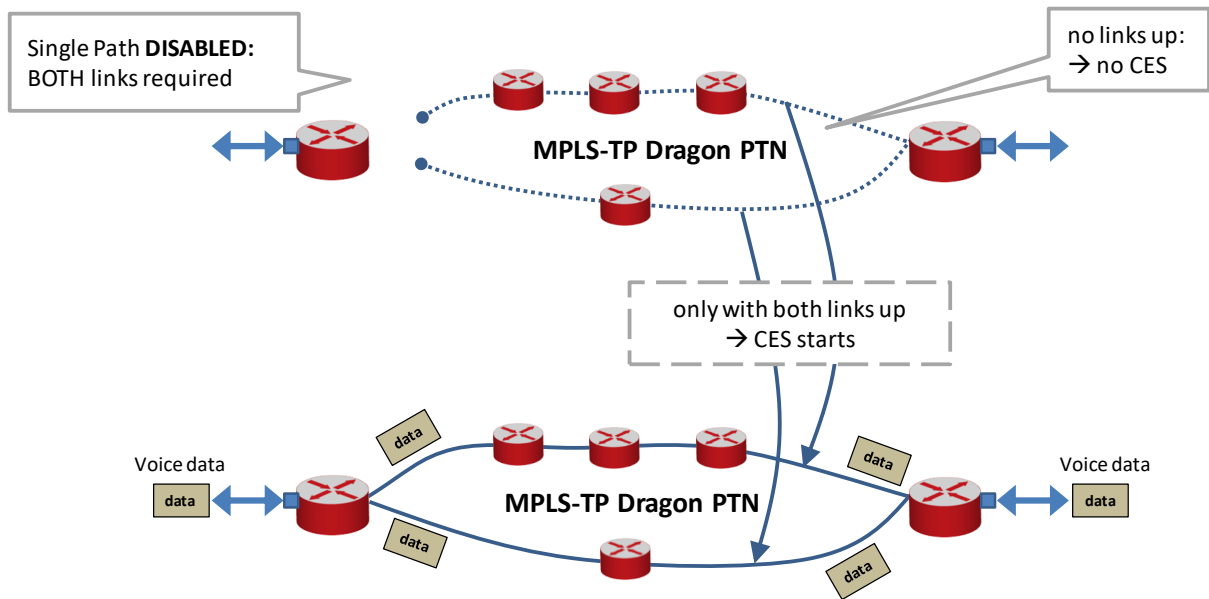 Single Path DISABLED:
BOTH links required
no links up:
→ no CES
MPLS-TP Dragon PTN
only with both links up
→ CES starts
data
data
Voice data
Voice data
data
data
MPLS-TP Dragon PTN
data
data